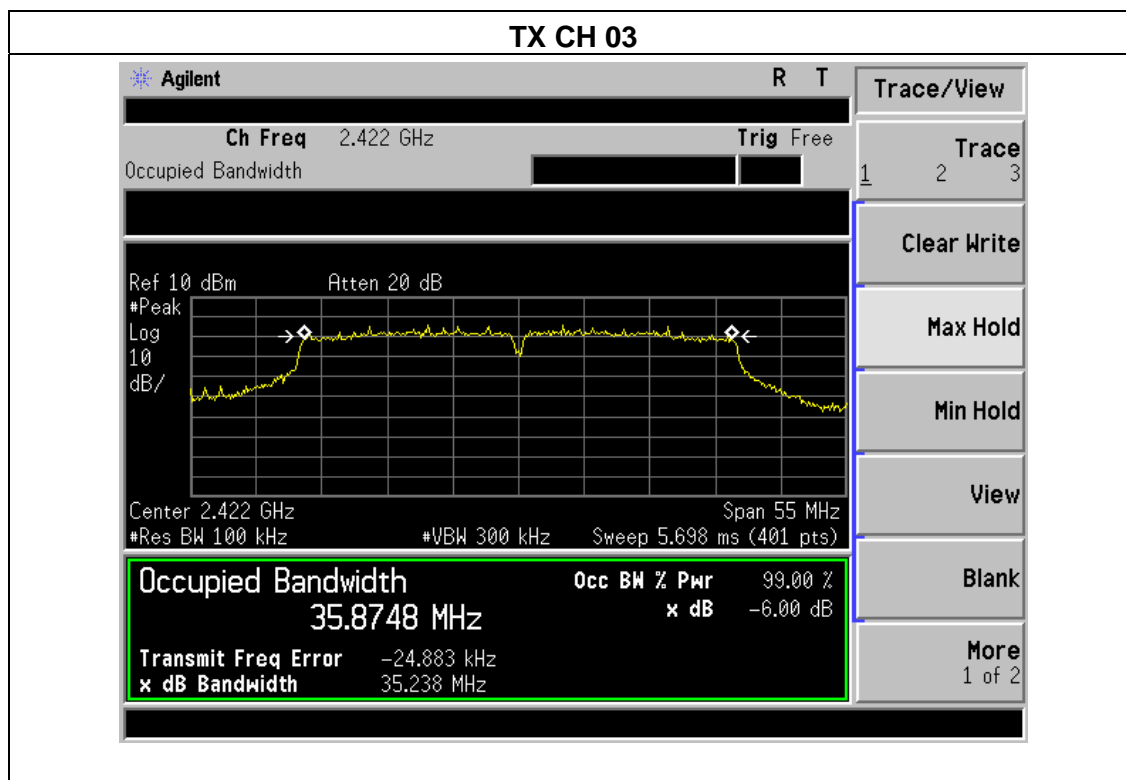 TX CH 03
Agilent R T
Trace/View
Ch Freq 2.422 GHz Trig Free
Occupied Bandwidth
Trace
1 2 3
Clear Write
Ref 10 dBm Atten 20 dB
#Peak
Log
10
dB/
Max Hold
Min Hold
View
Center 2.422 GHz Span 55 MHz
#Res BW 100 kHz #VBW 300 kHz Sweep 5.698 ms (401 pts)
Occupied Bandwidth Occ BW % Pwr 99.00 %
35.8748 MHz x dB -6.00 dB
Blank
Transmit Freq Error -24.883 kHz
x dB Bandwidth 35.238 MHz
More
1 of 2